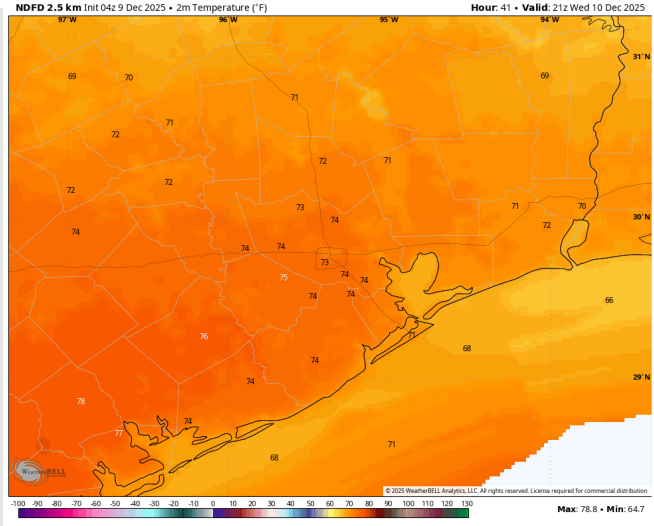 NDFD 2.5 km Init 04z 9 Dec 2025 • 2m Temperature (°F)
Hour: 41 • Valid: 21z Wed 10 Dec 2025
97°W 96°W 95°W 94°W
31°N
69 70 69
71
71
72
72 71
72 72
73 71 70
74 72
74
30°N
74 74
73
75 74 74
74 74
66
76 71
68
74
29°N
74
78
74
77
71
68
WeatherBELL
© 2025 WeatherBELL Analytics, LLC. All rights reserved. License required for commercial distribution.
-100 -90 -80 -70 -60 -50 -40 -30 -20 -10 0 10 20 30 40 50 60 70 80 90 100 110 120 130
Max: 78.8 • Min: 64.7